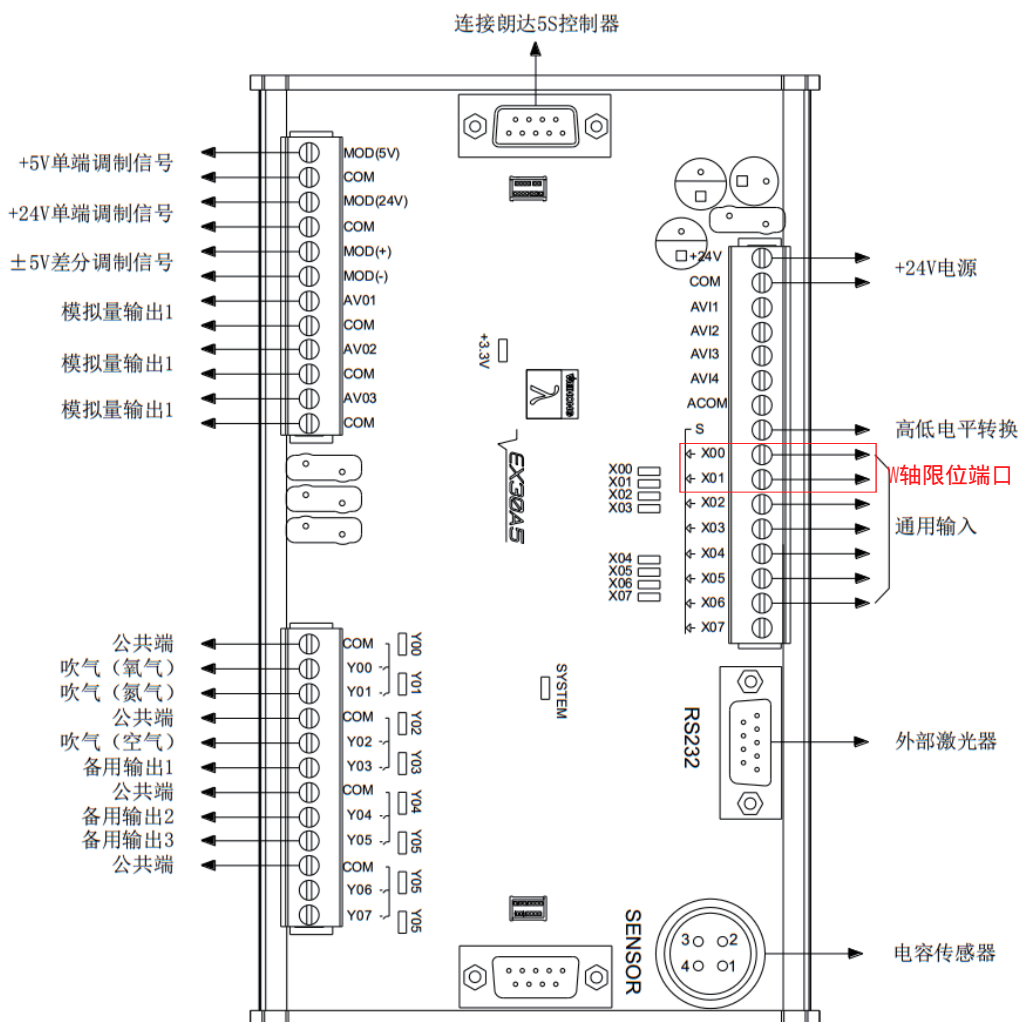 连接朗达5S控制器
+5V单端调制信号
+24V单端调制信号
±5V差分调制信号
模拟量输出1
模拟量输出1
模拟量输出1
MOD(5V)
COM
MOD(24V)
COM
MOD(+)
MOD(-)
AV01
COM
AV02
COM
AV03
COM
+3.3V
EX30A5
+24V
COM
AVI1
AVI2
AVI3
AVI4
ACOM
S
X00
X01
X02
X03
X04
X05
X06
X07
+24V电源
高低电平转换
W轴限位端口
通用输入
X00
X01
X02
X03
X04
X05
X06
X07
公共端
吹气（氧气）
吹气（氮气）
公共端
吹气（空气）
备用输出1
公共端
备用输出2
备用输出3
公共端
COM
Y00
Y01
COM
Y02
Y03
COM
Y04
Y05
COM
Y06
Y07
Y00
Y01
Y02
Y03
Y04
Y05
Y05
Y05
SYSTEM
RS232
外部激光器
SENSOR
3
2
4
1
电容传感器